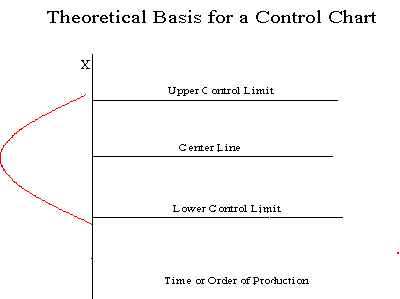 Theoretical Basis for a Control Chart
X
Upper Control Limit
Center Line
Lower Control Limit
Time or Order of Production